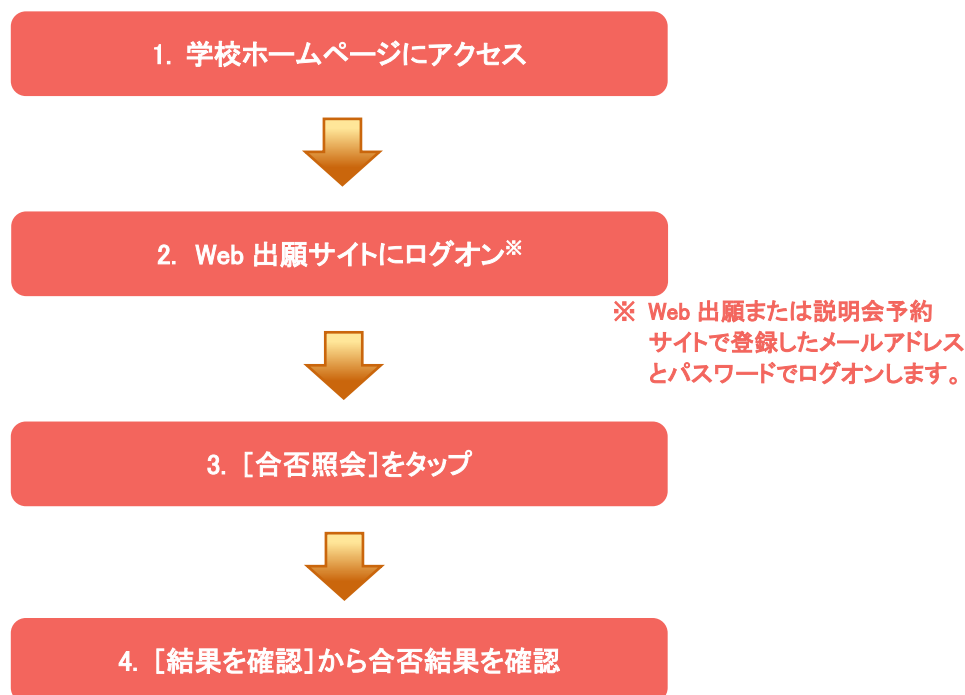 1. 学校ホームページにアクセス
2. Web 出願サイトにログオン※
※ Web 出願または説明会予約
サイトで登録したメールアドレス
とパスワードでログオンします。
3. [合否照会]をタップ
4. [結果を確認]から合否結果を確認